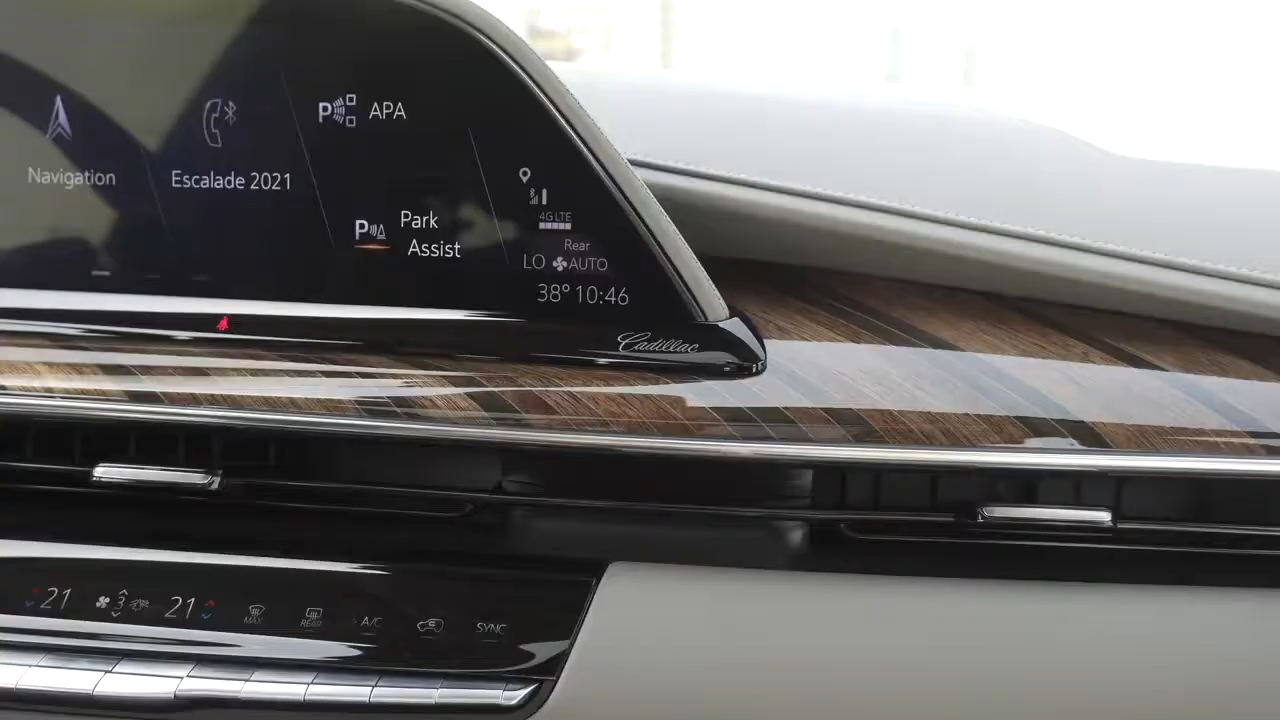 Navigation
Escalade 2021
P APA
P Park
Assist
4G LTE
Rear
LO AUTO
38° 10:46
Cadillac
21 3 21
MAX
REAR
A/C
SYNC